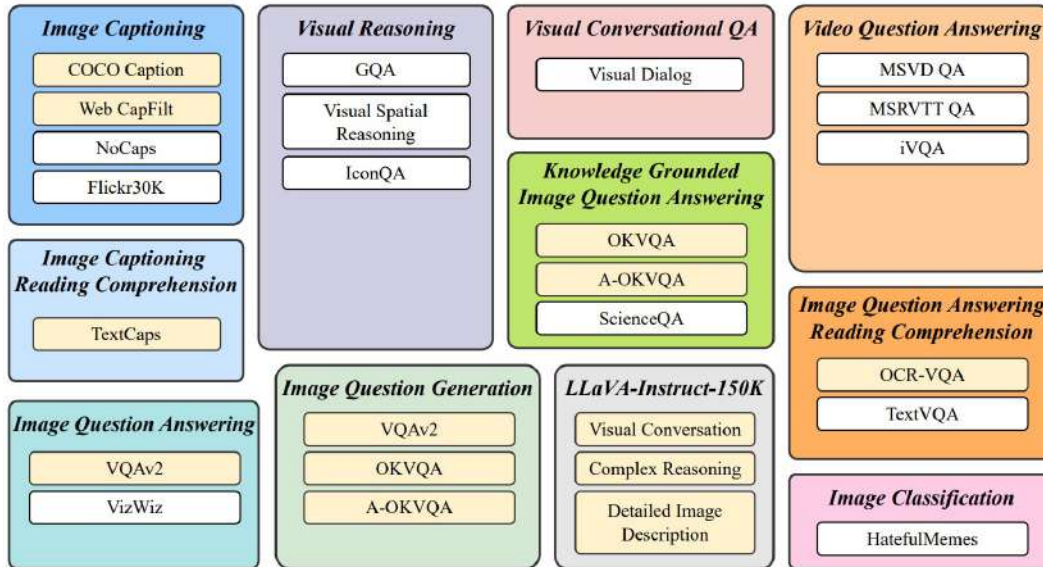 Image Captioning
COCO Caption
Web CapFilt
NoCaps
Flickr30K
Image Captioning
Reading Comprehension
TextCaps
Image Question Answering
VQAv2
VizWiz
Visual Reasoning
GQA
Visual Spatial
Reasoning
IconQA
Image Question Generation
VQAv2
OKVQA
A-OKVQA
Visual Conversational QA
Visual Dialog
Knowledge Grounded
Image Question Answering
OKVQA
A-OKVQA
ScienceQA
LLaVA-Instruct-150K
Visual Conversation
Complex Reasoning
Detailed Image
Description
Video Question Answering
MSVD QA
MSRVTT QA
iVQA
Image Question Answering
Reading Comprehension
OCR-VQA
TextVQA
Image Classification
HatefulMemes